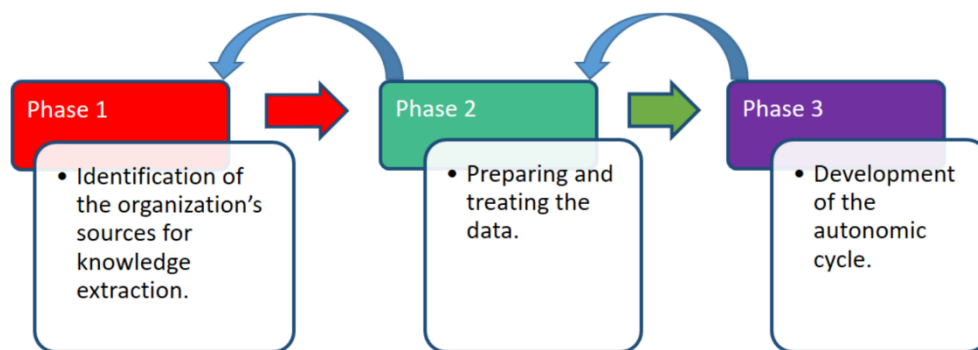 Phase 1
• Identification of
the organization's
sources for
knowledge
extraction.
Phase 2
• Preparing and
treating the
data.
Phase 3
• Development
of the
autonomic
cycle.